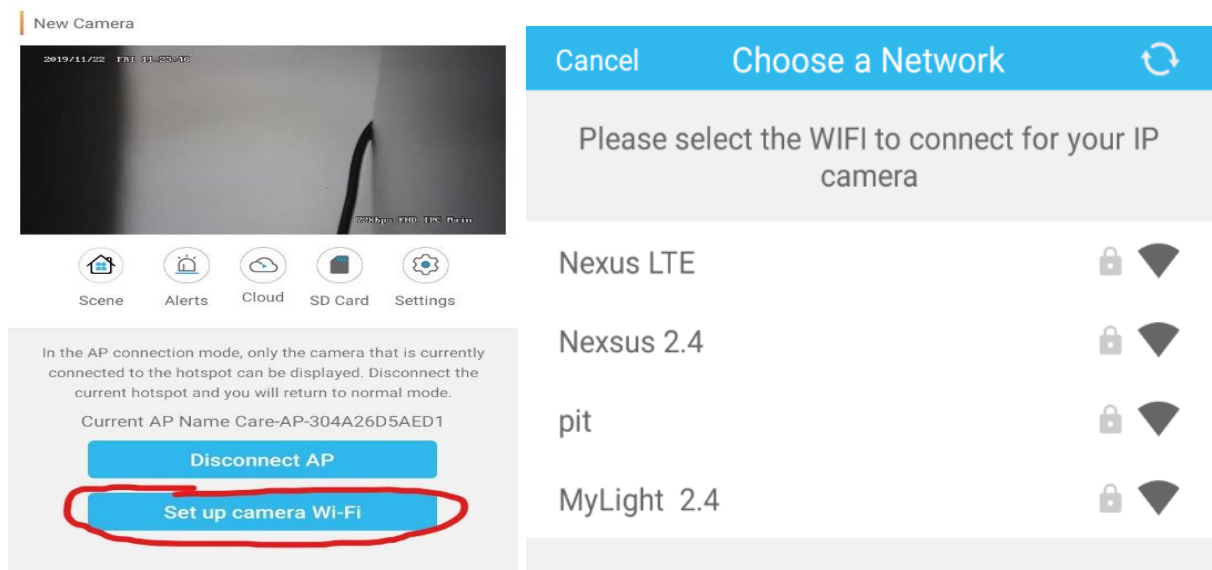 New Camera
2019/11/22 FRI 11:23:46
722Kbps FHD IPC Main
Scene
Alerts
Cloud
SD Card
Settings
In the AP connection mode, only the camera that is currently
connected to the hotspot can be displayed. Disconnect the
current hotspot and you will return to normal mode.
Current AP Name Care-AP-304A26D5AED1
Disconnect AP
Set up camera Wi-Fi
Cancel
Choose a Network
Please select the WIFI to connect for your IP
camera
Nexus LTE
Nexsus 2.4
pit
MyLight 2.4